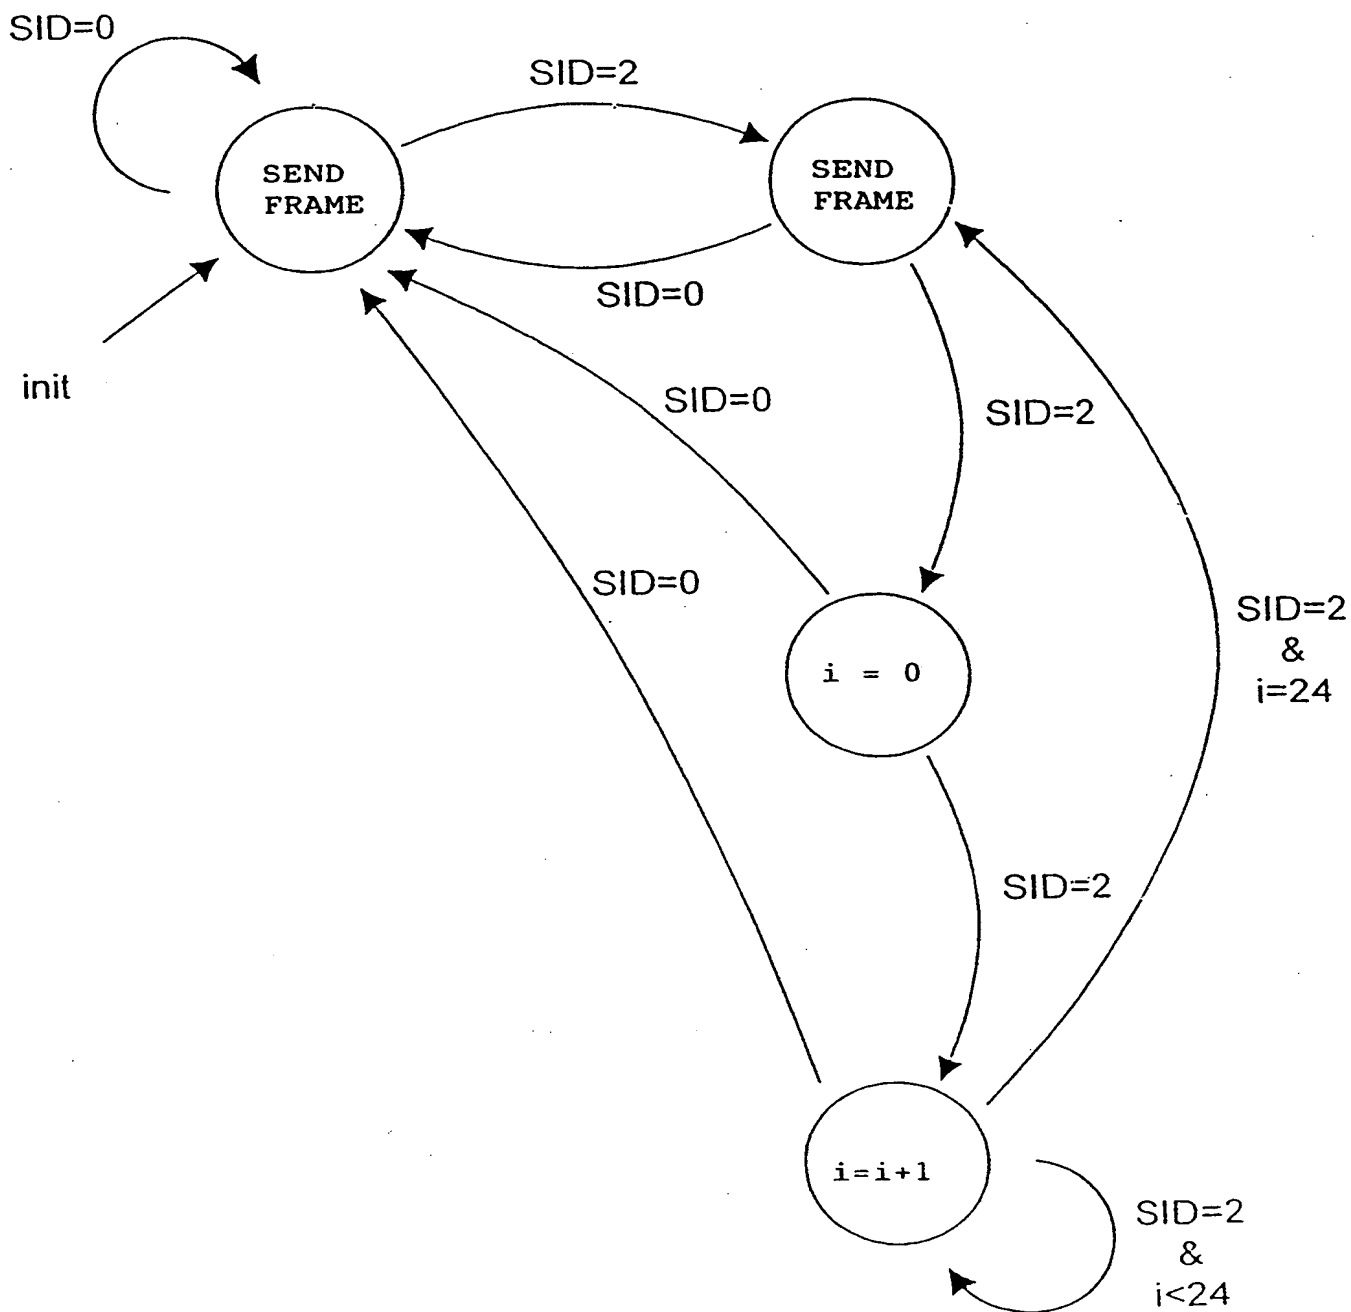 SID=0
SID=2
SEND
FRAME
SEND
FRAME
SID=0
init
SID=0
SID=2
SID=0
SID=2
&
i=24
i = 0
SID=2
i=i+1
SID=2
&
i<24